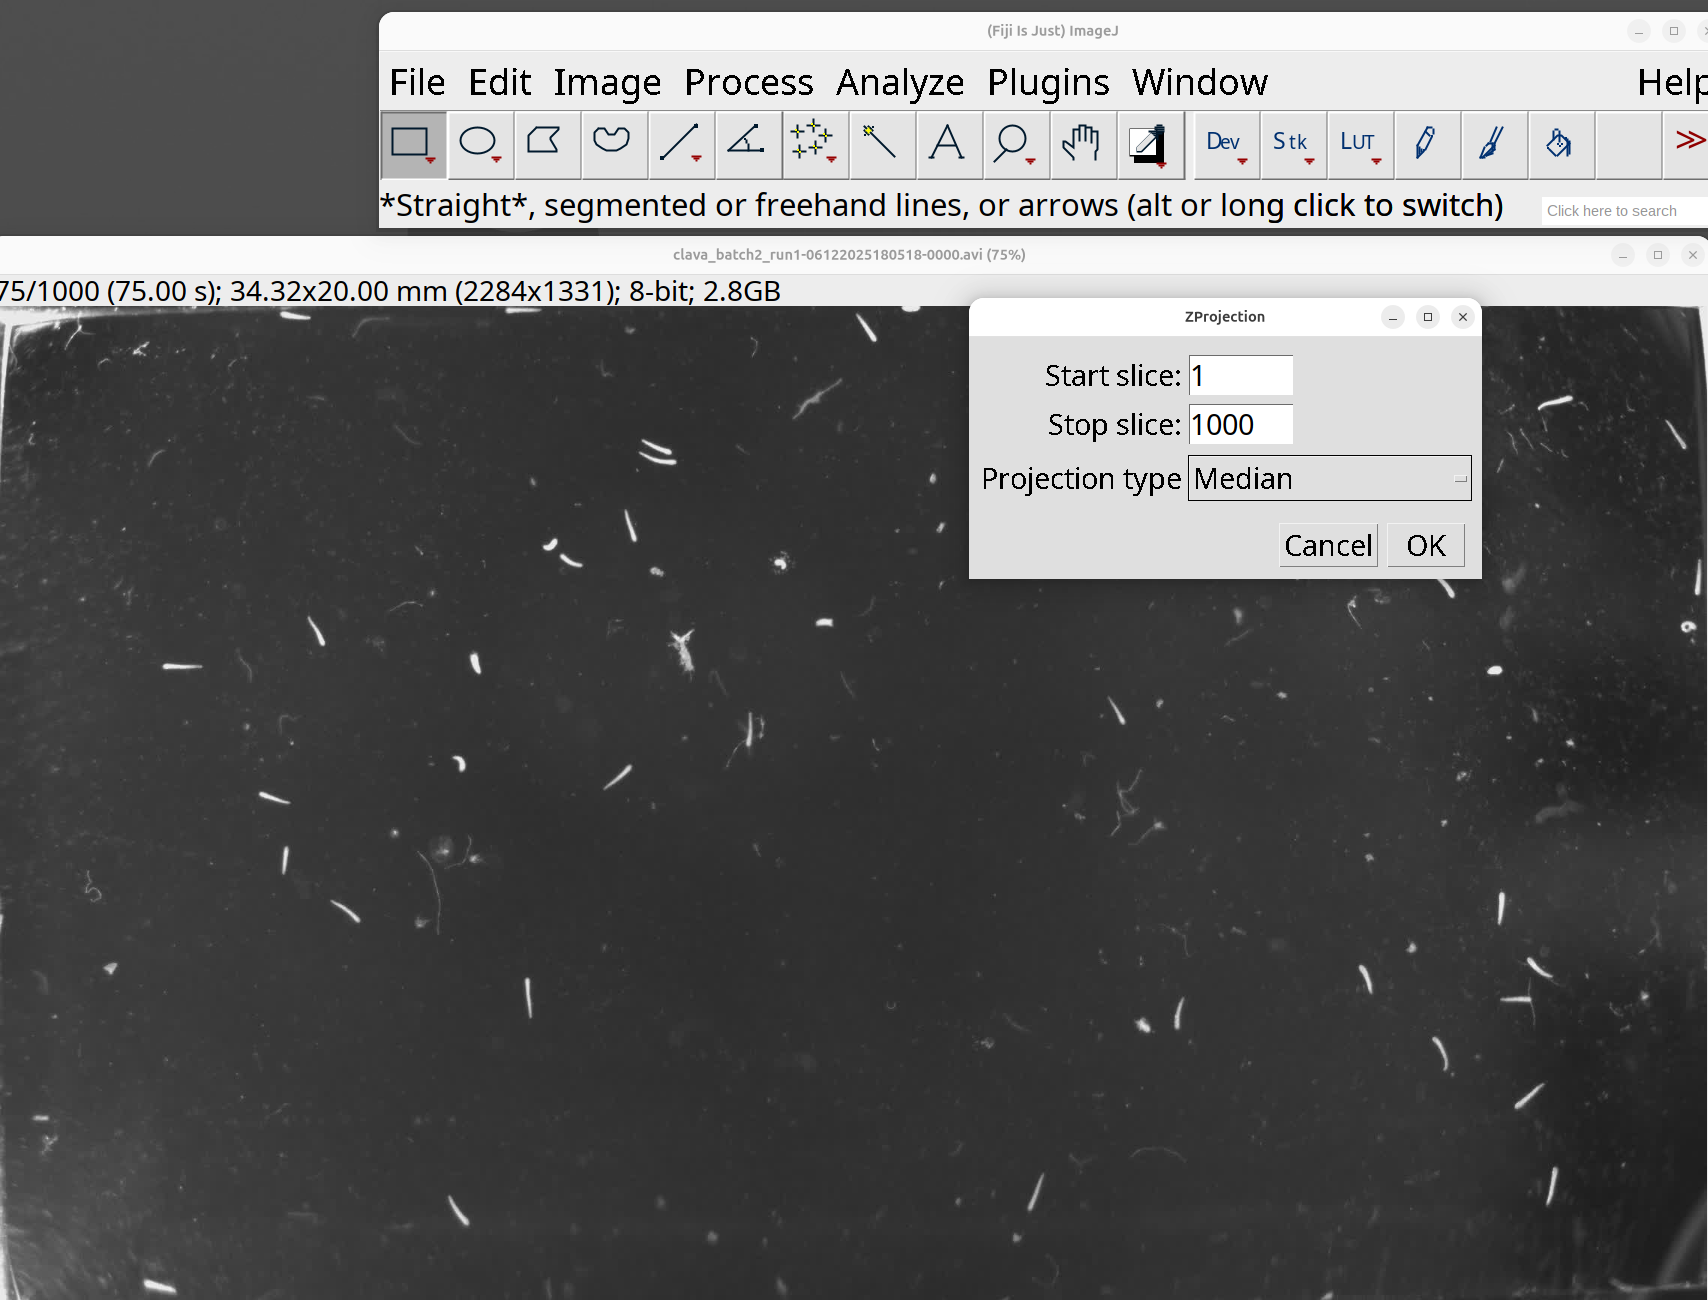 (Fiji Is Just) ImageJ
File Edit Image Process Analyze Plugins Window Help
Dev Stk LUT
*Straight*, segmented or freehand lines, or arrows (alt or long click to switch)
Click here to search
clava_batch2_run1-06122025180518-0000.avi (75%)
75/1000 (75.00 s); 34.32x20.00 mm (2284x1331); 8-bit; 2.8GB
ZProjection
Start slice: 1
Stop slice: 1000
Projection type Median
Cancel OK